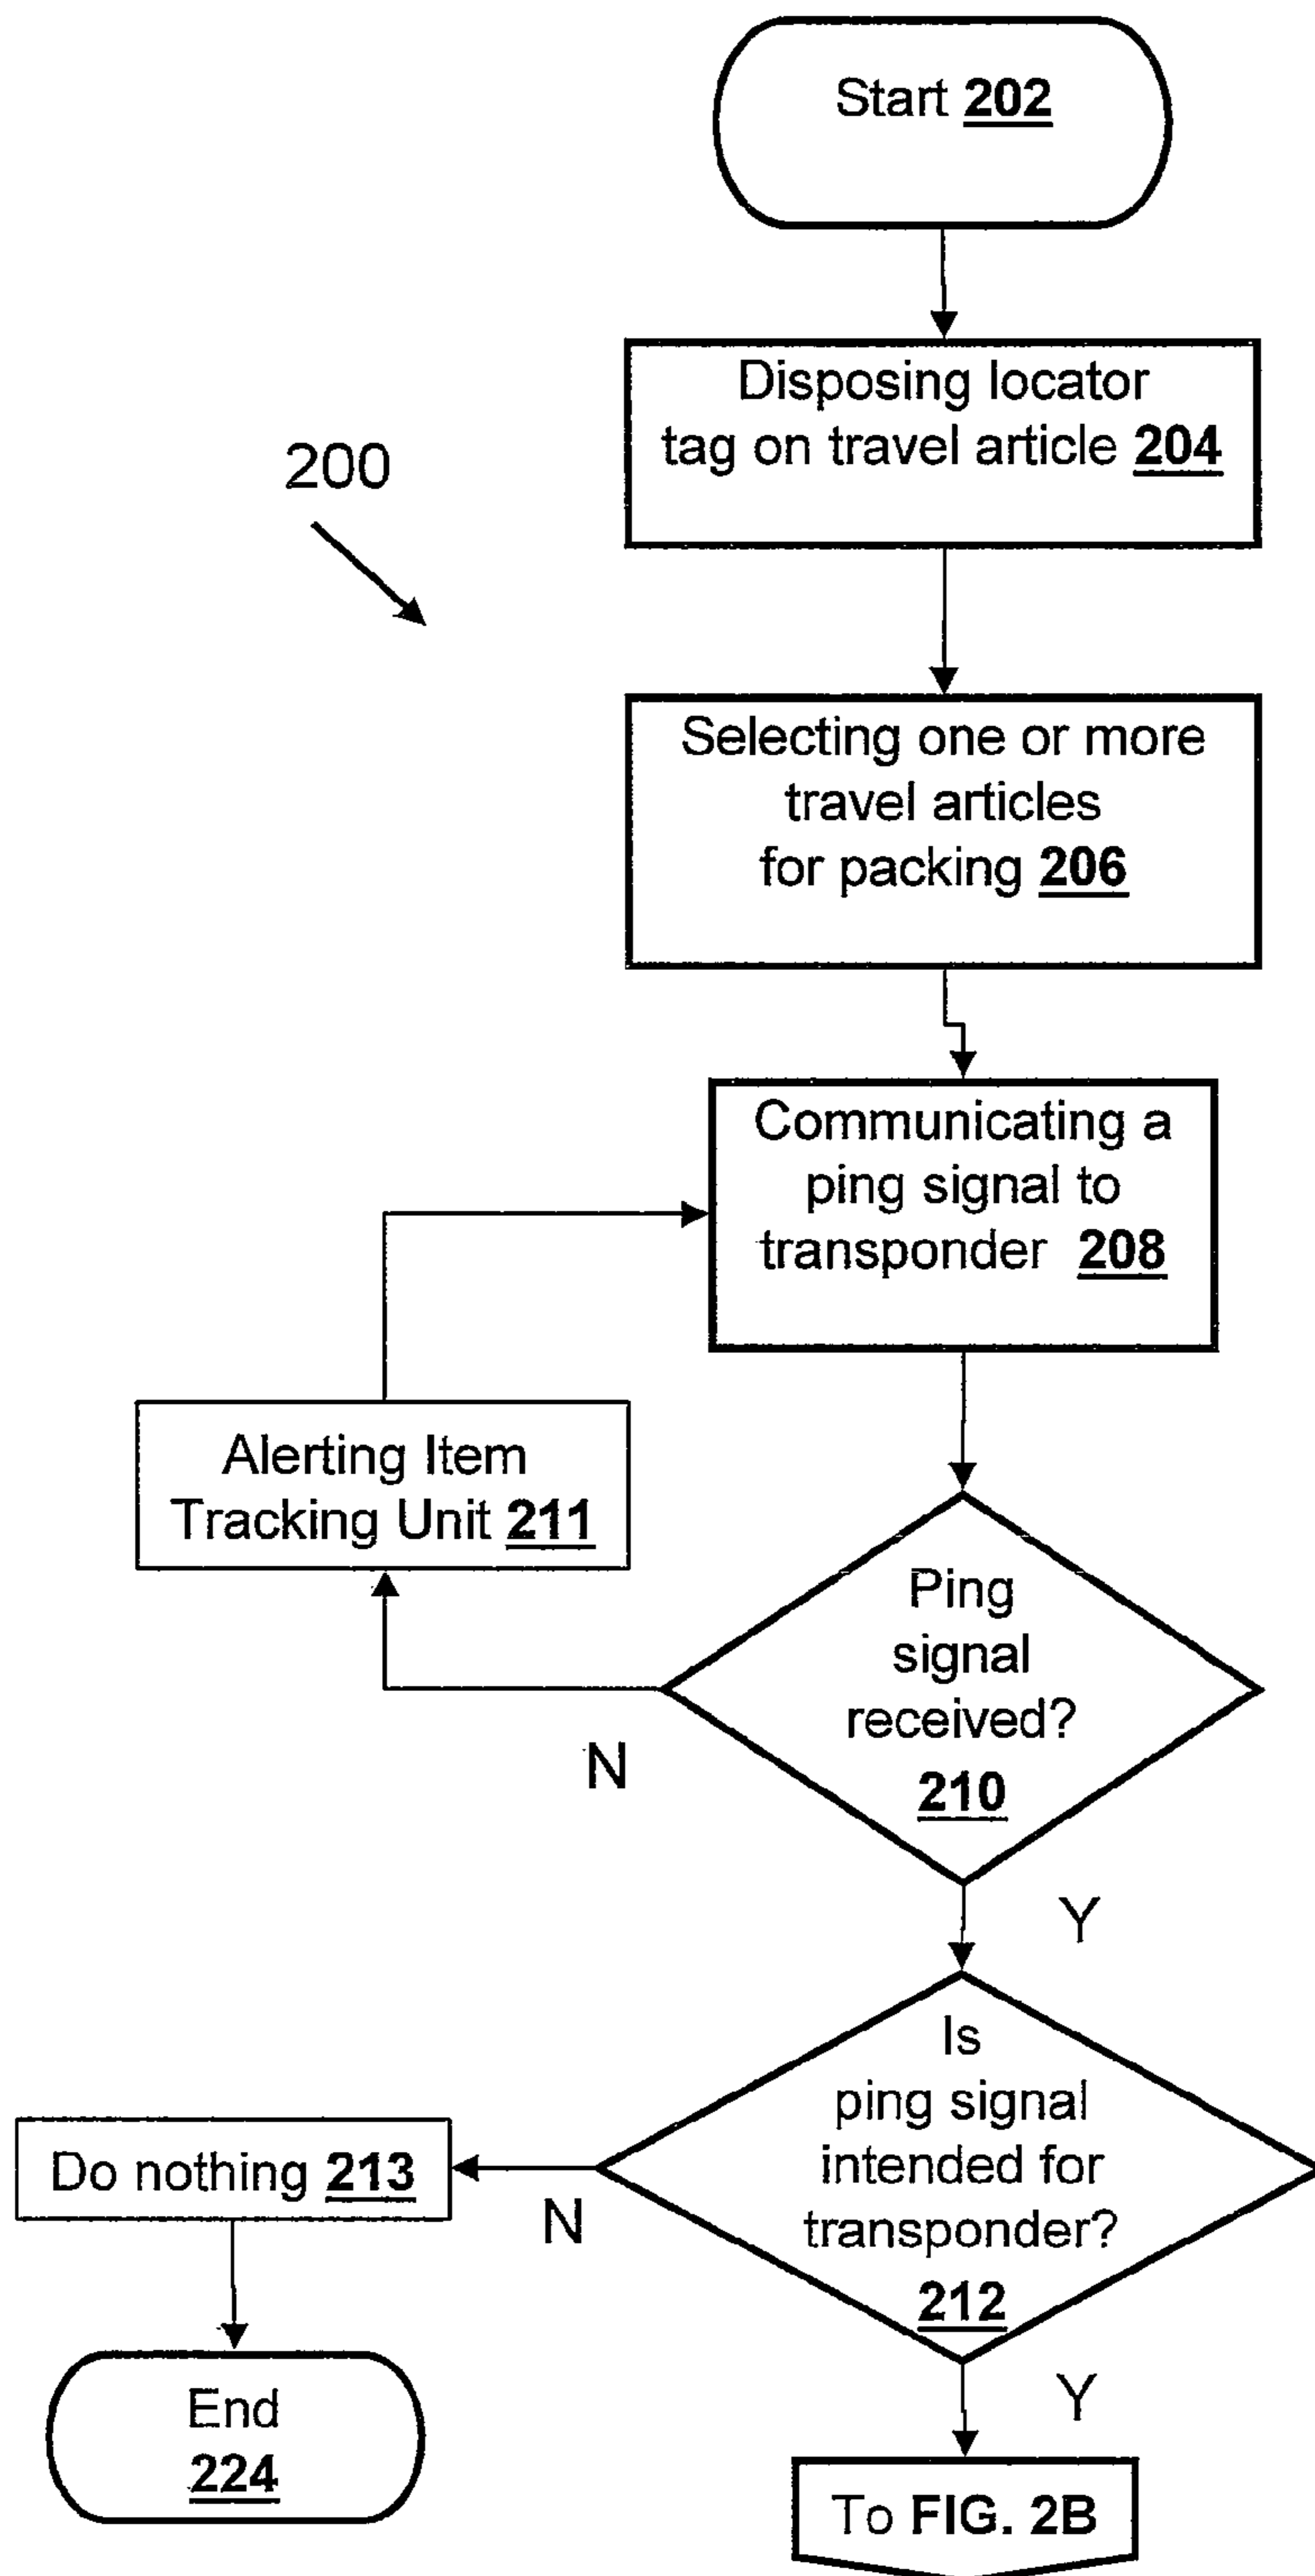 Start 202
Disposing locator
tag on travel article 204
200
Selecting one or more
travel articles
for packing 206
Communicating a
ping signal to
transponder 208
Alerting Item
Tracking Unit 211
Ping
signal
received?
210
N
Y
Is
ping signal
intended for
transponder?
212
Do nothing 213
N
Y
End
224
To FIG. 2B